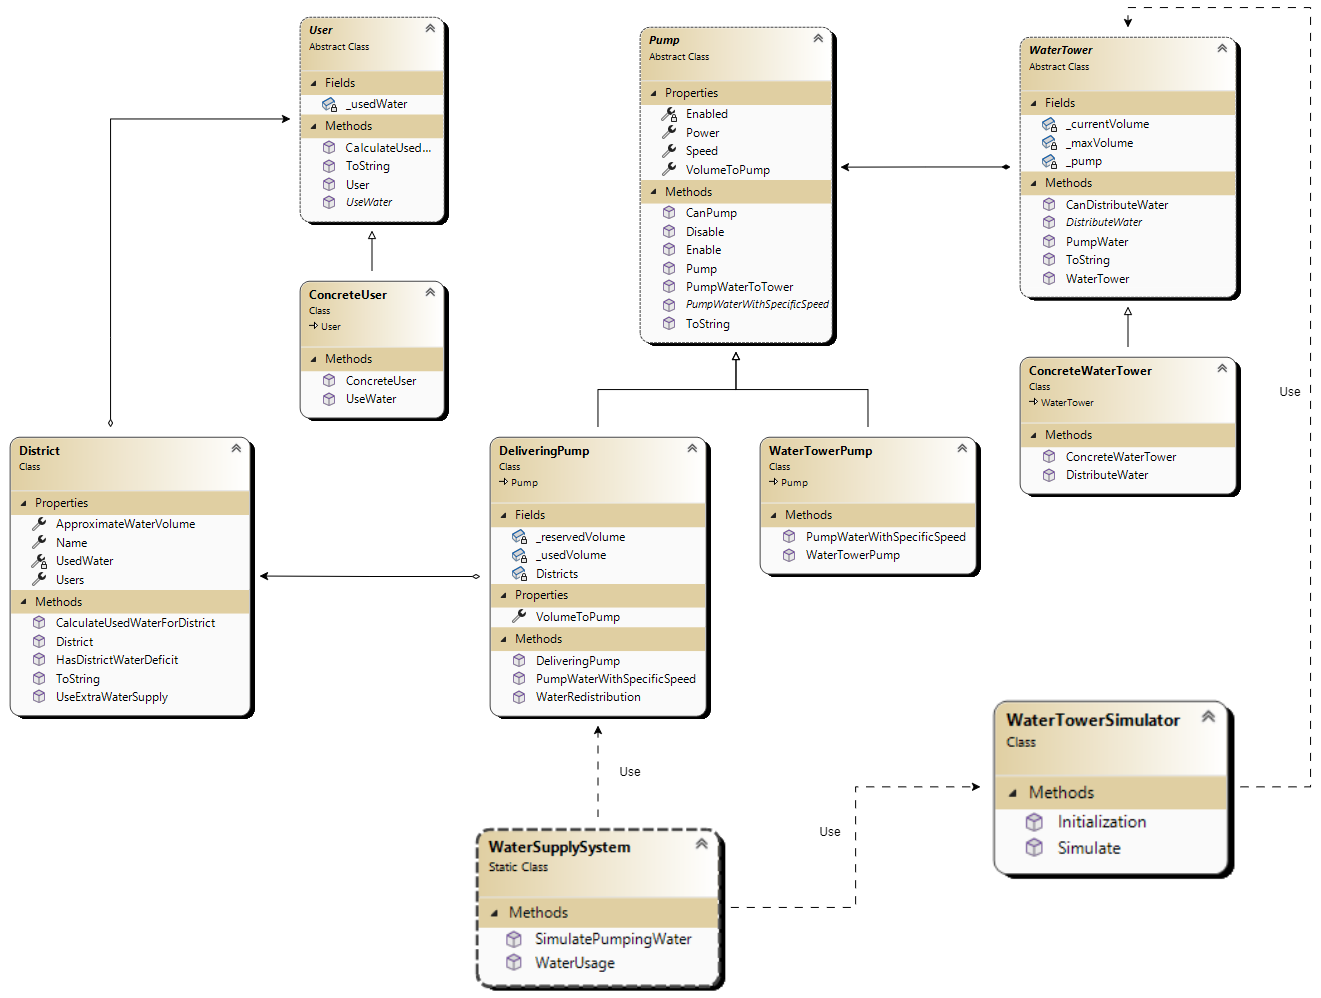 User
Abstract Class
Fields
_usedWater
Methods
CalculateUsed...
ToString
User
UseWater
Pump
Abstract Class
Properties
Enabled
Power
Speed
VolumeToPump
Methods
CanPump
Disable
Enable
Pump
PumpWaterToTower
PumpWaterWithSpecificSpeed
ToString
WaterTower
Abstract Class
Fields
_currentVolume
_maxVolume
_pump
Methods
CanDistributeWater
DistributeWater
PumpWater
ToString
WaterTower
ConcreteUser
Class
User
Methods
ConcreteUser
UseWater
ConcreteWaterTower
Class
WaterTower
Methods
ConcreteWaterTower
DistributeWater
Use
District
Class
Properties
ApproximateWaterVolume
Name
UsedWater
Users
Methods
CalculateUsedWaterForDistrict
District
HasDistrictWaterDeficit
ToString
UseExtraWaterSupply
DeliveringPump
Class
Pump
Fields
_reservedVolume
_usedVolume
Districts
Properties
VolumeToPump
Methods
DeliveringPump
PumpWaterWithSpecificSpeed
WaterRedistribution
WaterTowerPump
Class
Pump
Methods
PumpWaterWithSpecificSpeed
WaterTowerPump
Use
WaterTowerSimulator
Class
Methods
Initialization
Simulate
Use
WaterSupplySystem
Static Class
Methods
SimulatePumpingWater
WaterUsage